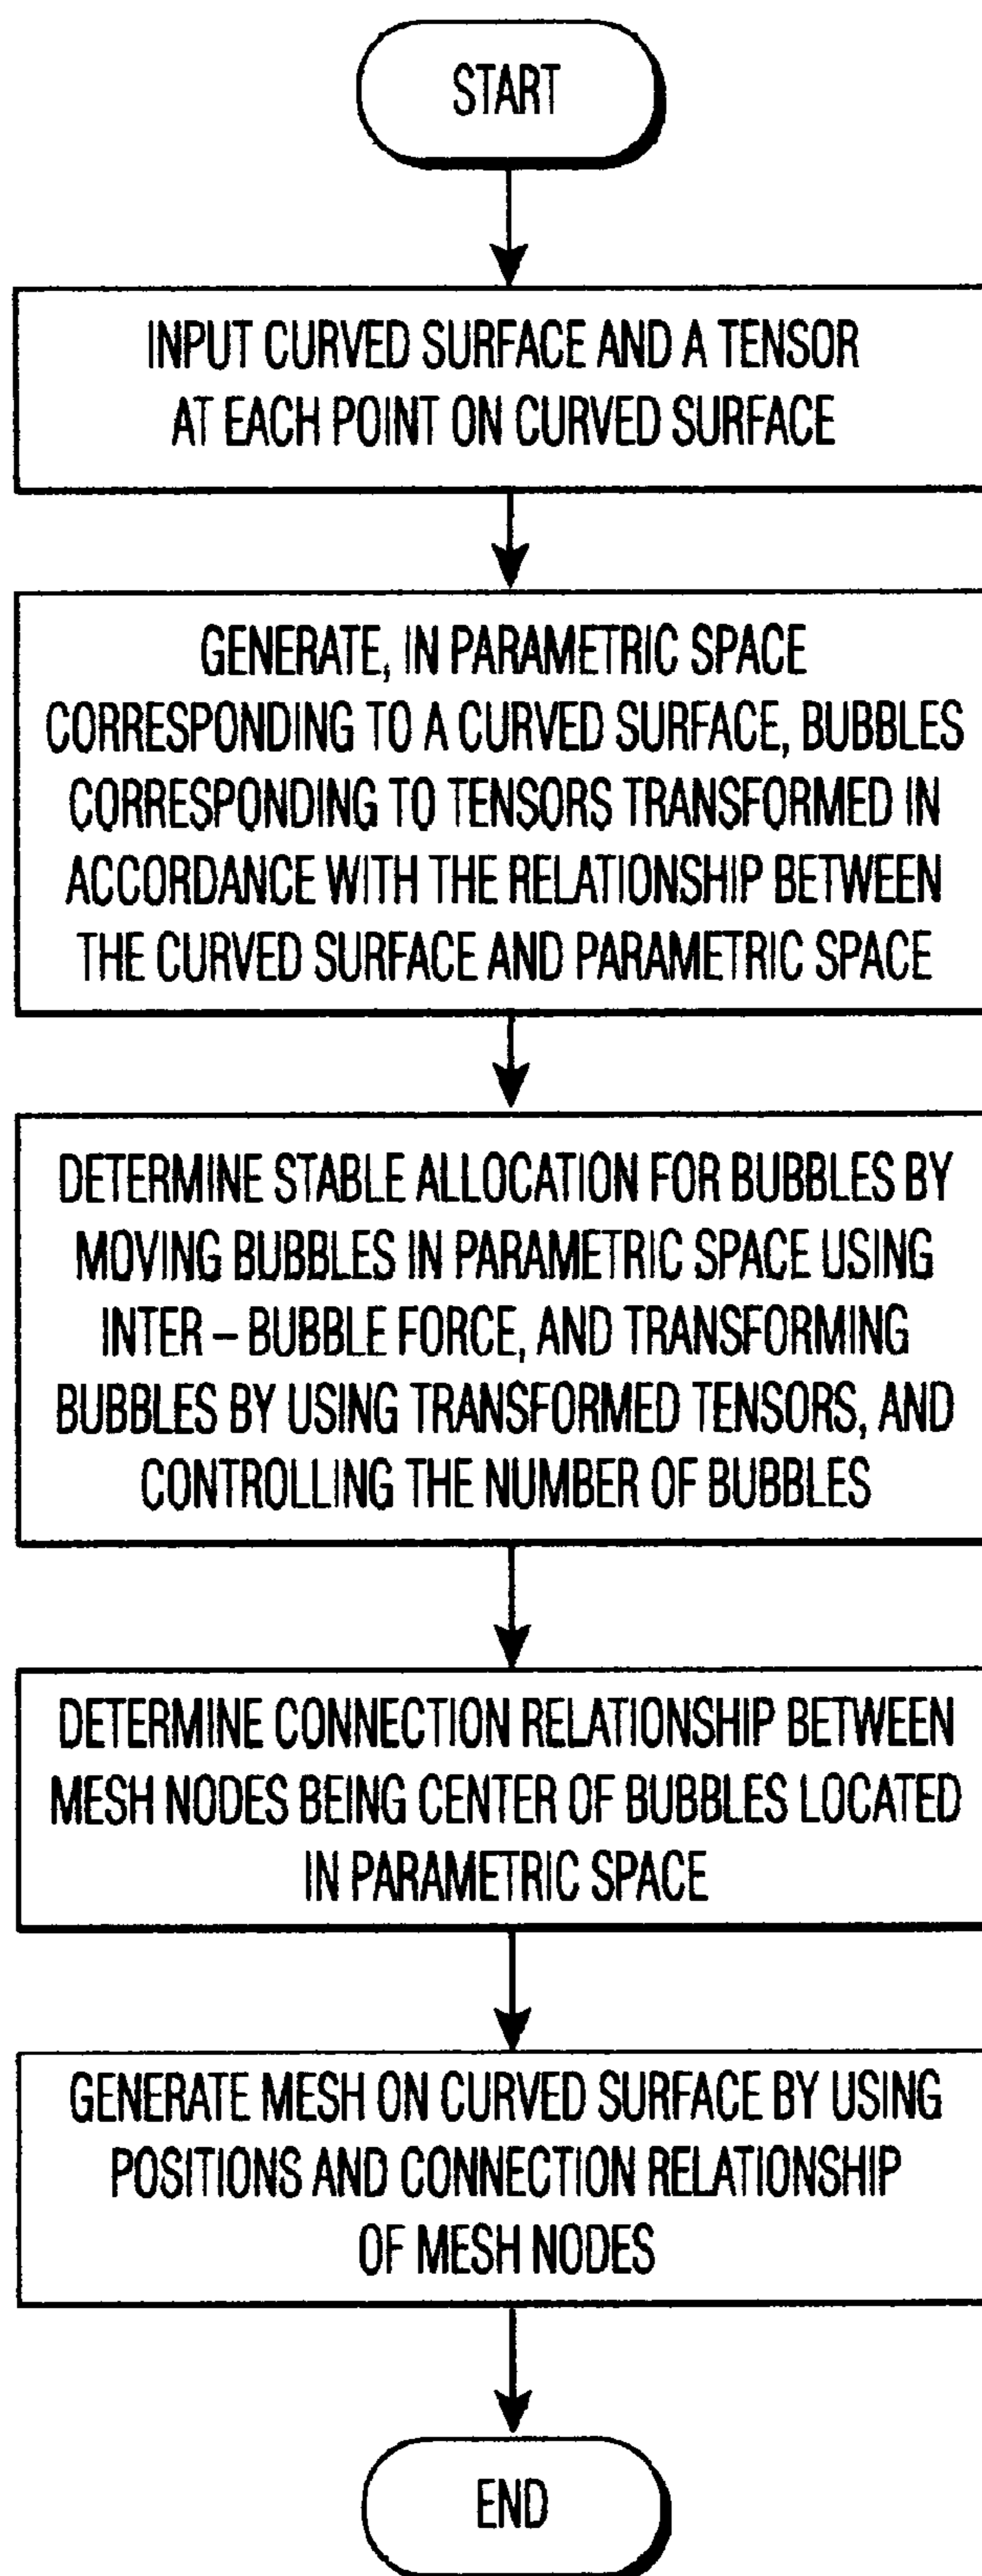 START
INPUT CURVED SURFACE AND A TENSOR
AT EACH POINT ON CURVED SURFACE
GENERATE, IN PARAMETRIC SPACE
CORRESPONDING TO A CURVED SURFACE, BUBBLES
CORRESPONDING TO TENSORS TRANSFORMED IN
ACCORDANCE WITH THE RELATIONSHIP BETWEEN
THE CURVED SURFACE AND PARAMETRIC SPACE
DETERMINE STABLE ALLOCATION FOR BUBBLES BY
MOVING BUBBLES IN PARAMETRIC SPACE USING
INTER – BUBBLE FORCE, AND TRANSFORMING
BUBBLES BY USING TRANSFORMED TENSORS, AND
CONTROLLING THE NUMBER OF BUBBLES
DETERMINE CONNECTION RELATIONSHIP BETWEEN
MESH NODES BEING CENTER OF BUBBLES LOCATED
IN PARAMETRIC SPACE
GENERATE MESH ON CURVED SURFACE BY USING
POSITIONS AND CONNECTION RELATIONSHIP
OF MESH NODES
END